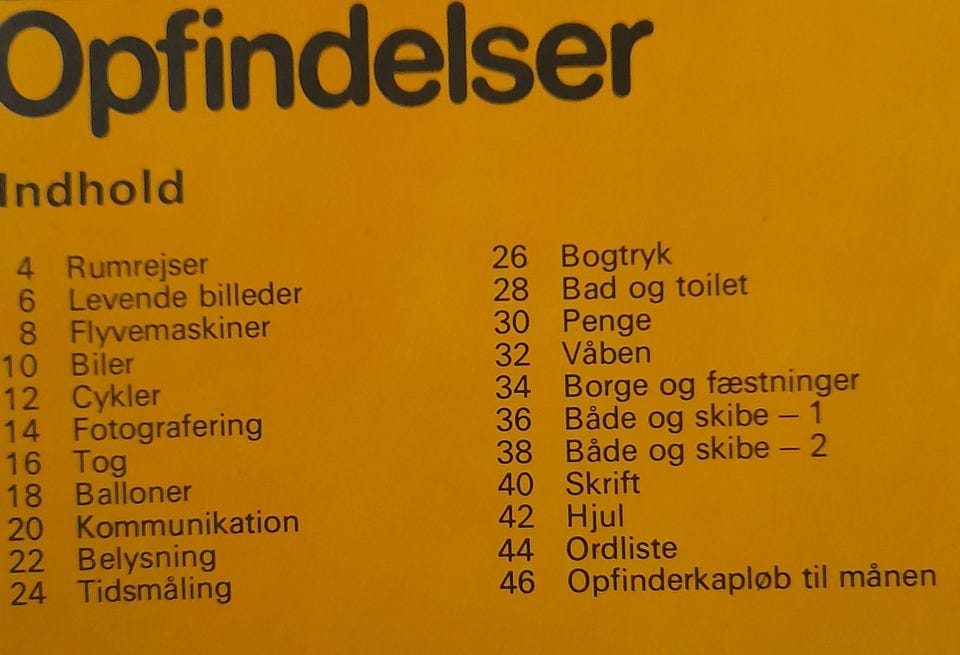 Opfindelser
Indhold
4 Rumrejser
6 Levende billeder
8 Flyvemaskiner
10 Biler
12 Cykler
14 Fotografering
16 Tog
18 Balloner
20 Kommunikation
22 Belysning
24 Tidsmåling
26 Bogtryk
28 Bad og toilet
30 Penge
32 Våben
34 Borge og fæstninger
36 Både og skibe – 1
38 Både og skibe – 2
40 Skrift
42 Hjul
44 Ordliste
46 Opfinderkapløb til månen